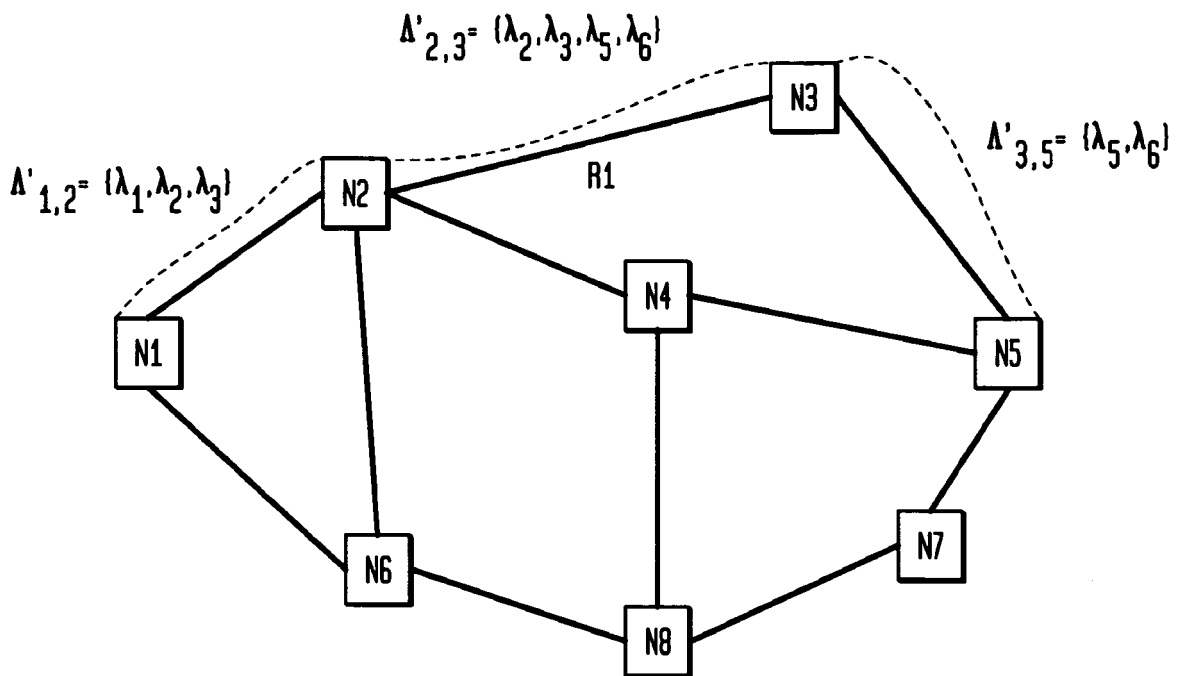 Λ'2,3= {λ2,λ3,λ5,λ6}
N3
Λ'3,5= {λ5,λ6}
Λ'1,2= {λ1,λ2,λ3}
N2
R1
N4
N1
N5
N7
N6
N8